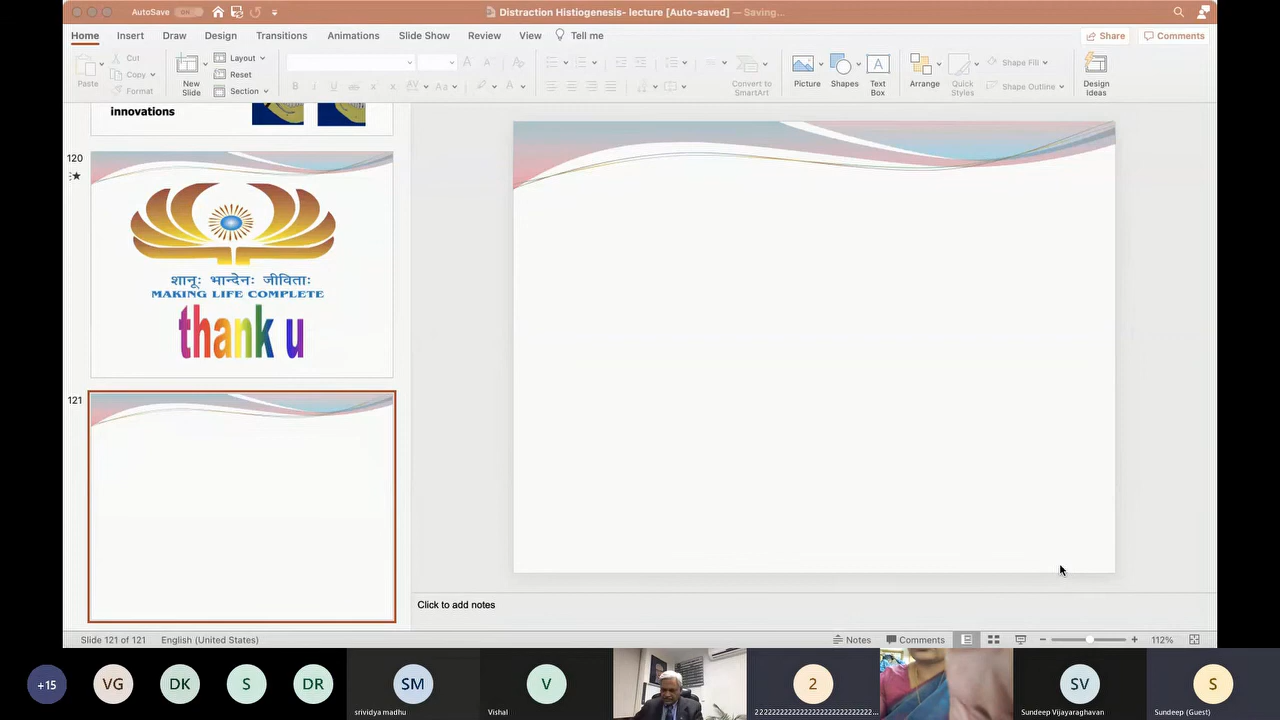 AutoSave OFF
Distraction Histiogenesis- lecture [Auto-saved] — Saving...
Home Insert Draw Design Slide Show Transitions Animations Review View Tell me
Share Comments
Paste
Cut
Copy
Format
New Slide
Layout
Reset
Section
Convert to SmartArt
Picture
Shapes
Text Box
Arrange
Quick Styles
Shape Fill
Shape Outline
Design Ideas
innovations
120
शानूः भान्देनः जीविताः
MAKING LIFE COMPLETE
thank u
121
Click to add notes
Slide 121 of 121 English (United States) Notes Comments 112%
+15 VG DK S DR SM V 2 SV S
srividya madhu Vishal Sundeep Vijayaraghavan Sundeep (Guest)